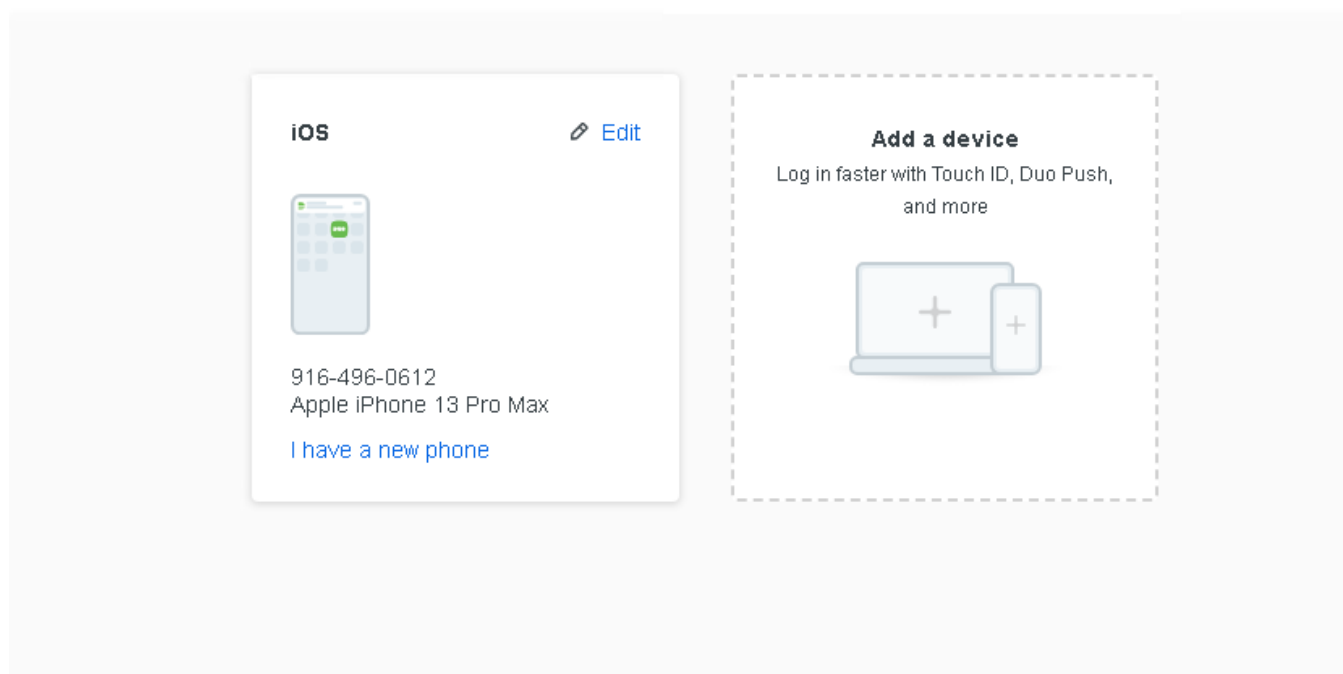 iOS
Edit
916-496-0612
Apple iPhone 13 Pro Max
I have a new phone
Add a device
Log in faster with Touch ID, Duo Push,
and more